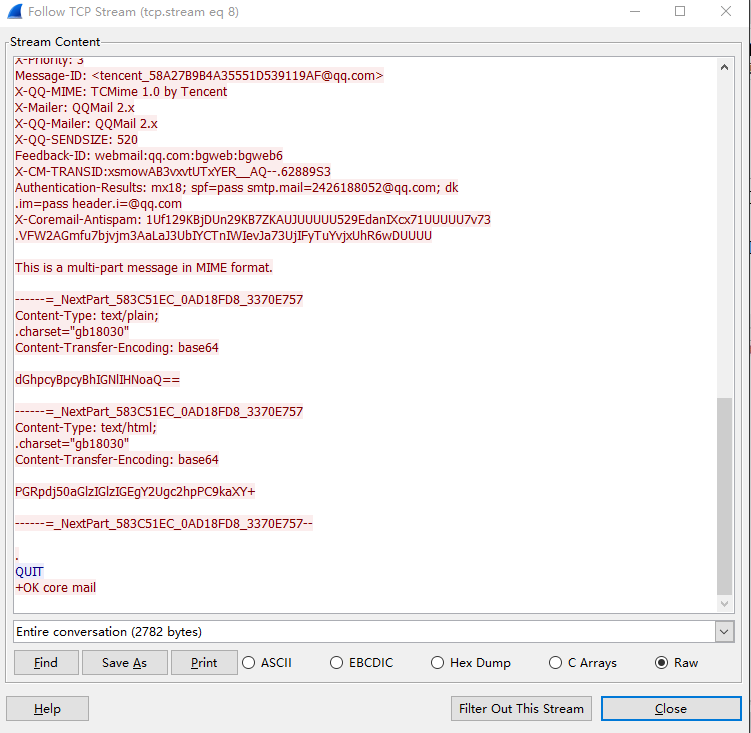 Follow TCP Stream (tcp.stream eq 8)
Stream Content
X-Priority: 3
Message-ID: <tencent_58A27B9B4A35551D539119AF@qq.com>
X-QQ-MIME: TCMime 1.0 by Tencent
X-Mailer: QQMail 2.x
X-QQ-Mailer: QQMail 2.x
X-QQ-SENDSIZE: 520
Feedback-ID: webmail:qq.com:bgweb:bgweb6
X-CM-TRANSID:xsmowAB3vxvtUTxYER__AQ--.62889S3
Authentication-Results: mx18; spf=pass smtp.mail=2426188052@qq.com; dk
.im=pass header.i=@qq.com
X-Coremail-Antispam: 1Uf129KBjDUn29KB7ZKAUJUUUUU529EdanIXcx71UUUUU7v73
.VFW2AGmfu7bjvjm3AaLaJ3UbIYCTnIWIevJa73UjIFyTuYvjxUhR6wDUUUU
This is a multi-part message in MIME format.
------=_NextPart_583C51EC_0AD18FD8_3370E757
Content-Type: text/plain;
.charset="gb18030"
Content-Transfer-Encoding: base64
dGhpcyBpcyBhIGNlIHNoaQ==
------=_NextPart_583C51EC_0AD18FD8_3370E757
Content-Type: text/html;
.charset="gb18030"
Content-Transfer-Encoding: base64
PGRpdj50aGlzIGlzIGEgY2Ugc2hpPC9kaXY+
------=_NextPart_583C51EC_0AD18FD8_3370E757--
.
QUIT
+OK core mail
Entire conversation (2782 bytes)
Find Save As Print ASCII EBCDIC Hex Dump C Arrays Raw
Help Filter Out This Stream Close